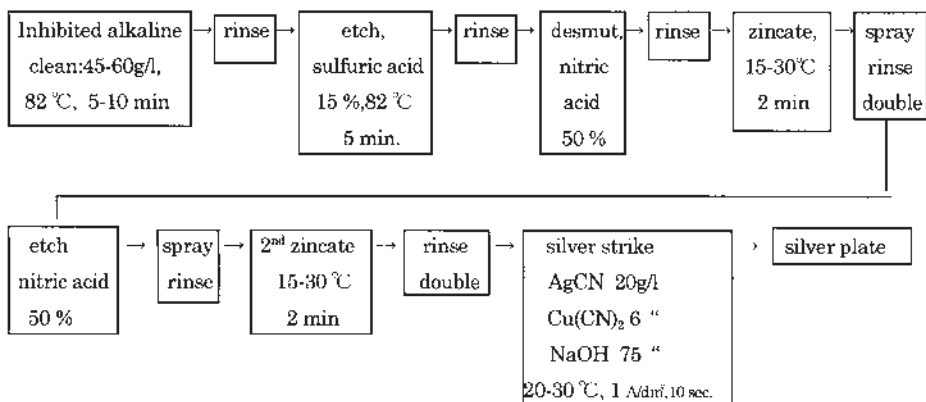 Inhibited alkaline
clean:45-60g/l,
82 ℃, 5-10 min
→
rinse
→
etch,
sulfuric acid
15 %,82 ℃
5 min.
→
rinse
→
desmut,
nitric
acid
50 %
→
rinse
→
zincate,
15-30℃
2 min
→
spray
rinse
double
etch
nitric acid
50 %
→
spray
rinse
→
2nd zincate
15-30 ℃
2 min
→
rinse
double
→
silver strike
AgCN 20g/l
Cu(CN)2 6 “
NaOH 75 “
20-30 ℃, 1 A/dm², 10 sec.
→
silver plate